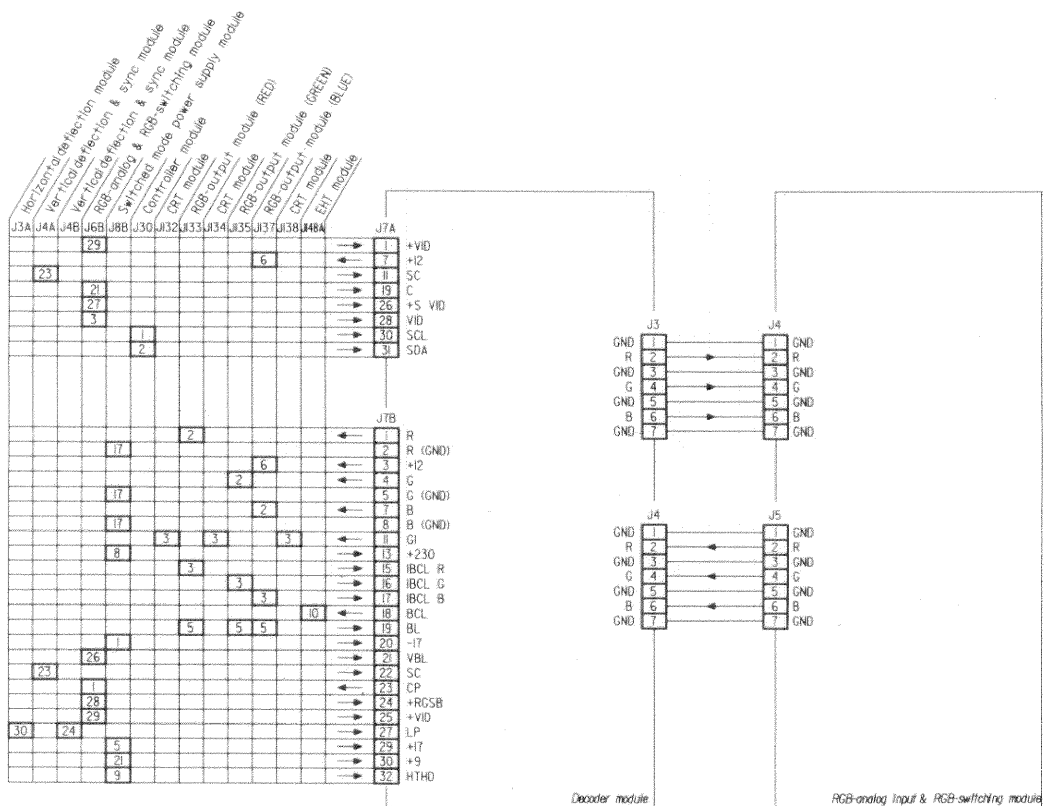 Horizontal deflection module
Vertical deflection & sync module
Vertical deflection & sync module
RGB-analog & RGB-switching module
Switched mode power supply module
Controller module
CRT module
RGB-output module (RED)
CRT module
RGB-output module (GREEN)
RGB-output module (BLUE)
CRT module
EHT module
J3A J4A J4B J6B J8B J30 J132 J133 J134 J135 J137 J138 J148A J7A
29 1 +VID
6 7 +12
23 11 SC
21 19 C
27 26 +S VID
3 28 VID
1 30 SCL
2 31 SDA
J7B
2 1 R
17 2 R (GND)
6 3 +12
2 4 G
17 5 G (GND)
2 7 B
17 8 B (GND)
3 3 3 11 G1
8 13 +230
3 15 IBCL R
3 16 IBCL G
3 17 IBCL B
10 18 BCL
5 5 5 19 BL
1 20 -17
26 21 VBL
23 22 SC
1 23 CP
28 24 +RGSB
29 25 +VID
30 24 27 LP
5 29 +17
21 30 +9
9 32 HTHD
J3 J4
GND 1 1 GND
R 2 2 R
GND 3 3 GND
G 4 4 G
GND 5 5 GND
B 6 6 B
GND 7 7 GND
J4 J5
GND 1 1 GND
R 2 2 R
GND 3 3 GND
G 4 4 G
GND 5 5 GND
B 6 6 B
GND 7 7 GND
Decoder module
RGB-analog input & RGB-switching module